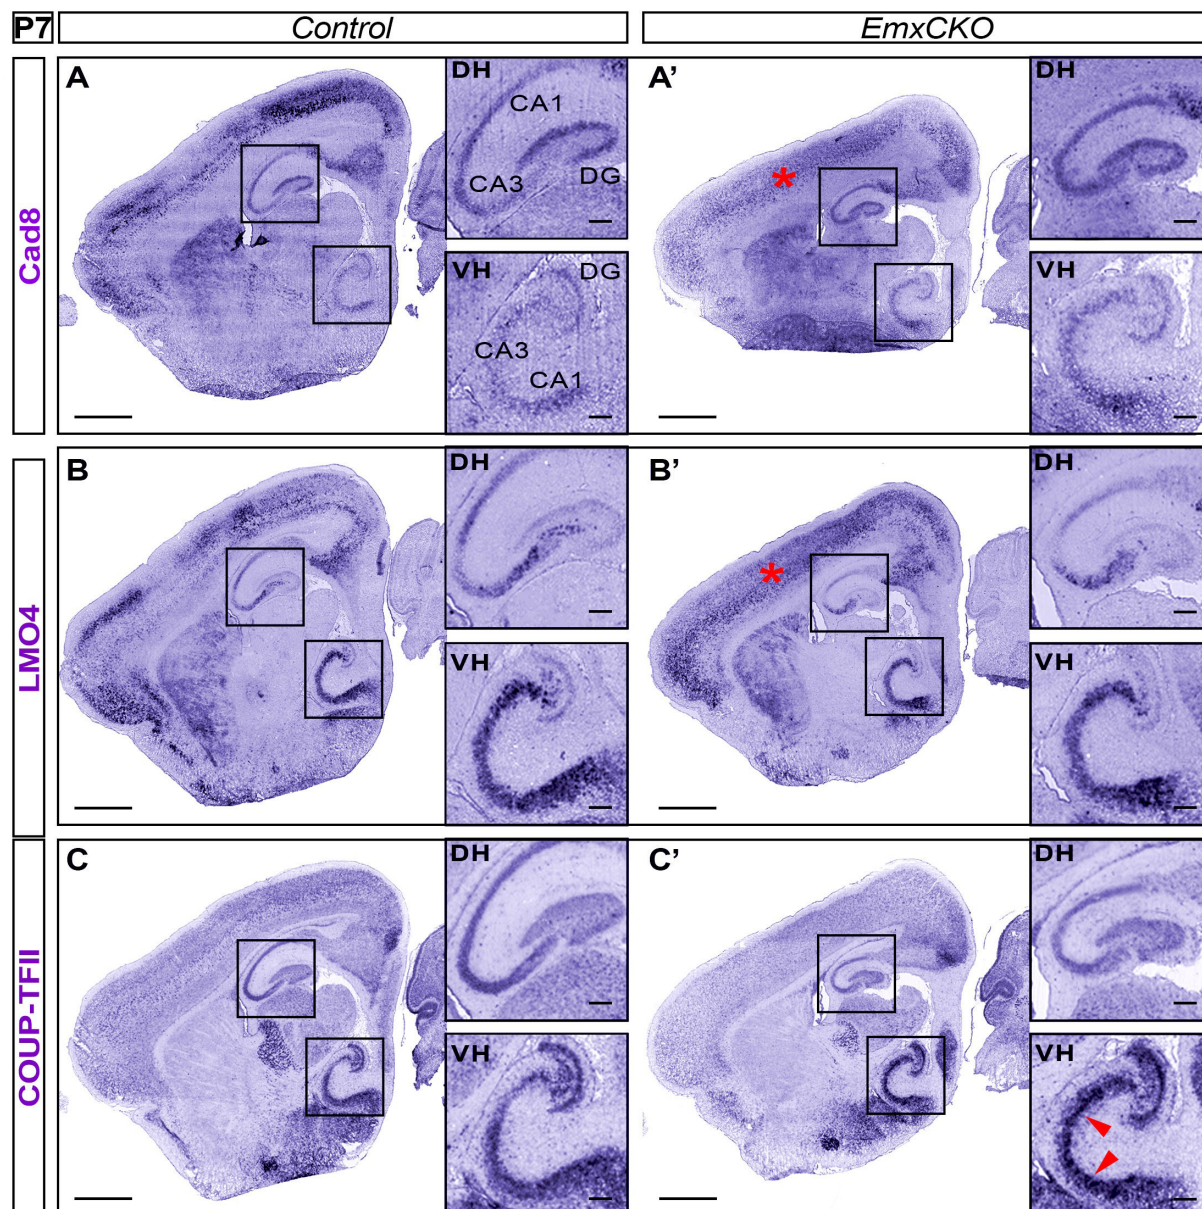 P7
Control
EmxCKO
Cad8
A
DH
CA1
CA3
DG
VH
DG
CA3
CA1
A’
*
DH
VH
LMO4
B
DH
VH
B’
*
DH
VH
COUP-TFII
C
DH
VH
C’
DH
VH